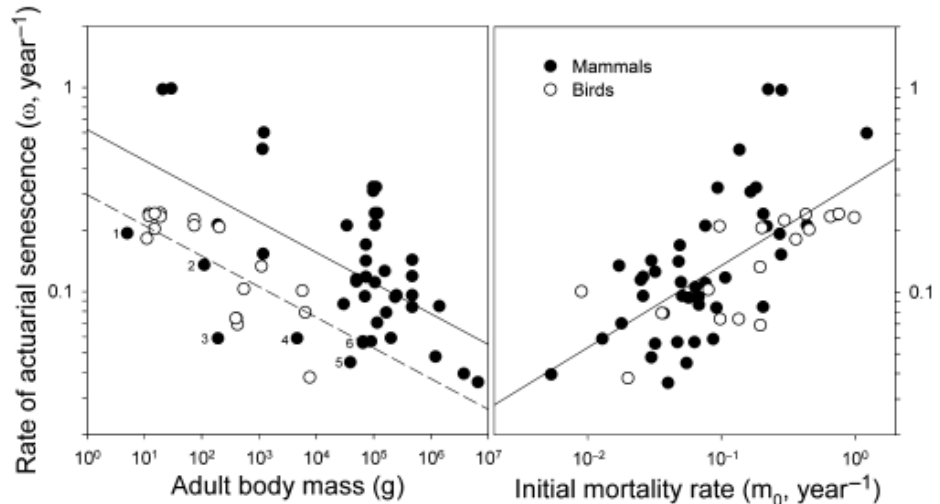 Rate of actuarial senescence (ω, year⁻¹)
1
0.1
1
2
3
4
5
6
10⁰ 10¹ 10² 10³ 10⁴ 10⁵ 10⁶ 10⁷
Adult body mass (g)
Mammals
Birds
1
0.1
10⁻² 10⁻¹ 10⁰
Initial mortality rate (m₀, year⁻¹)